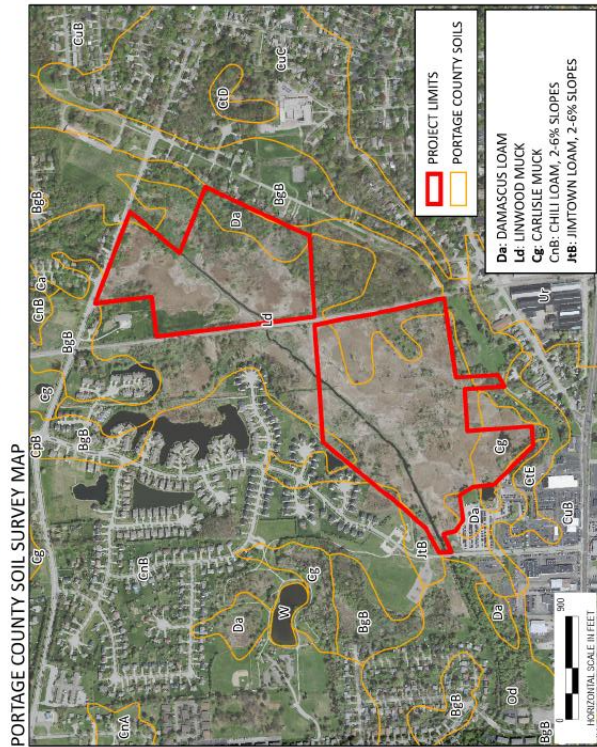 PORTAGE COUNTY SOIL SURVEY MAP
Cg
CnB
Cg
CnB
Ca
BgB
BgB
BgB
CuB
CnA
CnB
CtD
Da
Da
W
Ld
BgB
CuC
Cg
BgB
JtB
BgB
Da
Da
Cg
Od
CtE
Ur
BgB
CuB
PROJECT LIMITS
PORTAGE COUNTY SOILS
Da: DAMASCUS LOAM
Ld: LINWOOD MUCK
Cg: CARLISLE MUCK
CnB: CHILI LOAM, 2-6% SLOPES
JtB: JIMTOWN LOAM, 2-6% SLOPES
0 900
HORIZONTAL SCALE IN FEET